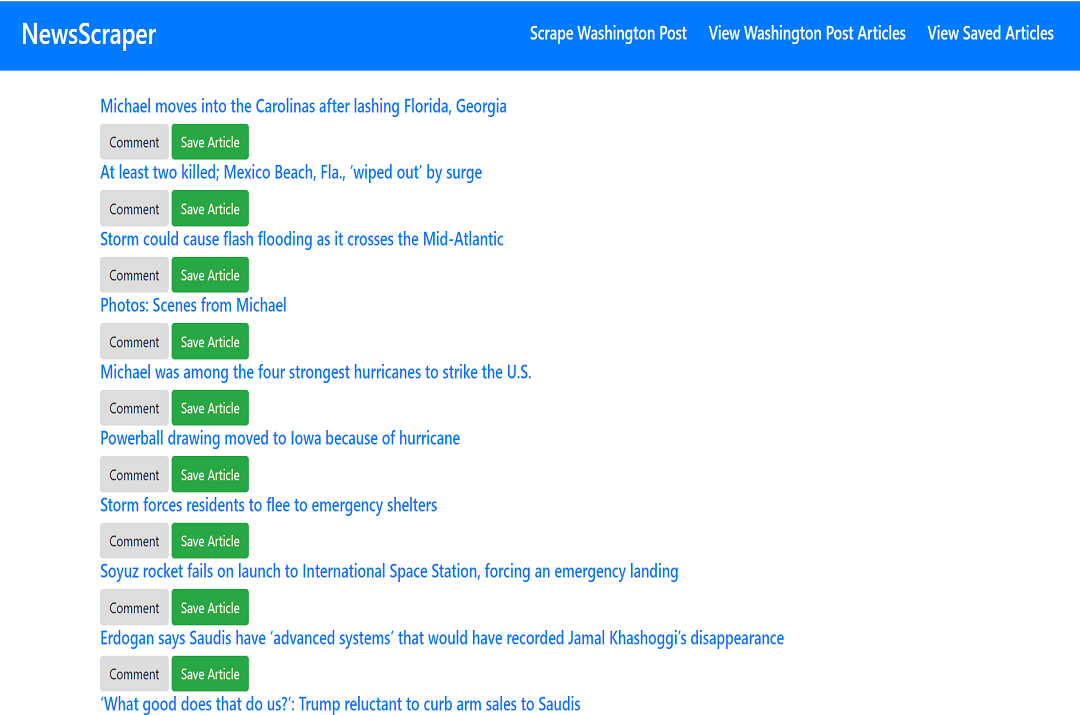 NewsScraper Scrape Washington Post View Washington Post Articles View Saved Articles
Michael moves into the Carolinas after lashing Florida, Georgia
Comment Save Article
At least two killed; Mexico Beach, Fla., ‘wiped out’ by surge
Comment Save Article
Storm could cause flash flooding as it crosses the Mid-Atlantic
Comment Save Article
Photos: Scenes from Michael
Comment Save Article
Michael was among the four strongest hurricanes to strike the U.S.
Comment Save Article
Powerball drawing moved to Iowa because of hurricane
Comment Save Article
Storm forces residents to flee to emergency shelters
Comment Save Article
Soyuz rocket fails on launch to International Space Station, forcing an emergency landing
Comment Save Article
Erdogan says Saudis have ‘advanced systems’ that would have recorded Jamal Khashoggi’s disappearance
Comment Save Article
‘What good does that do us?’: Trump reluctant to curb arm sales to Saudis